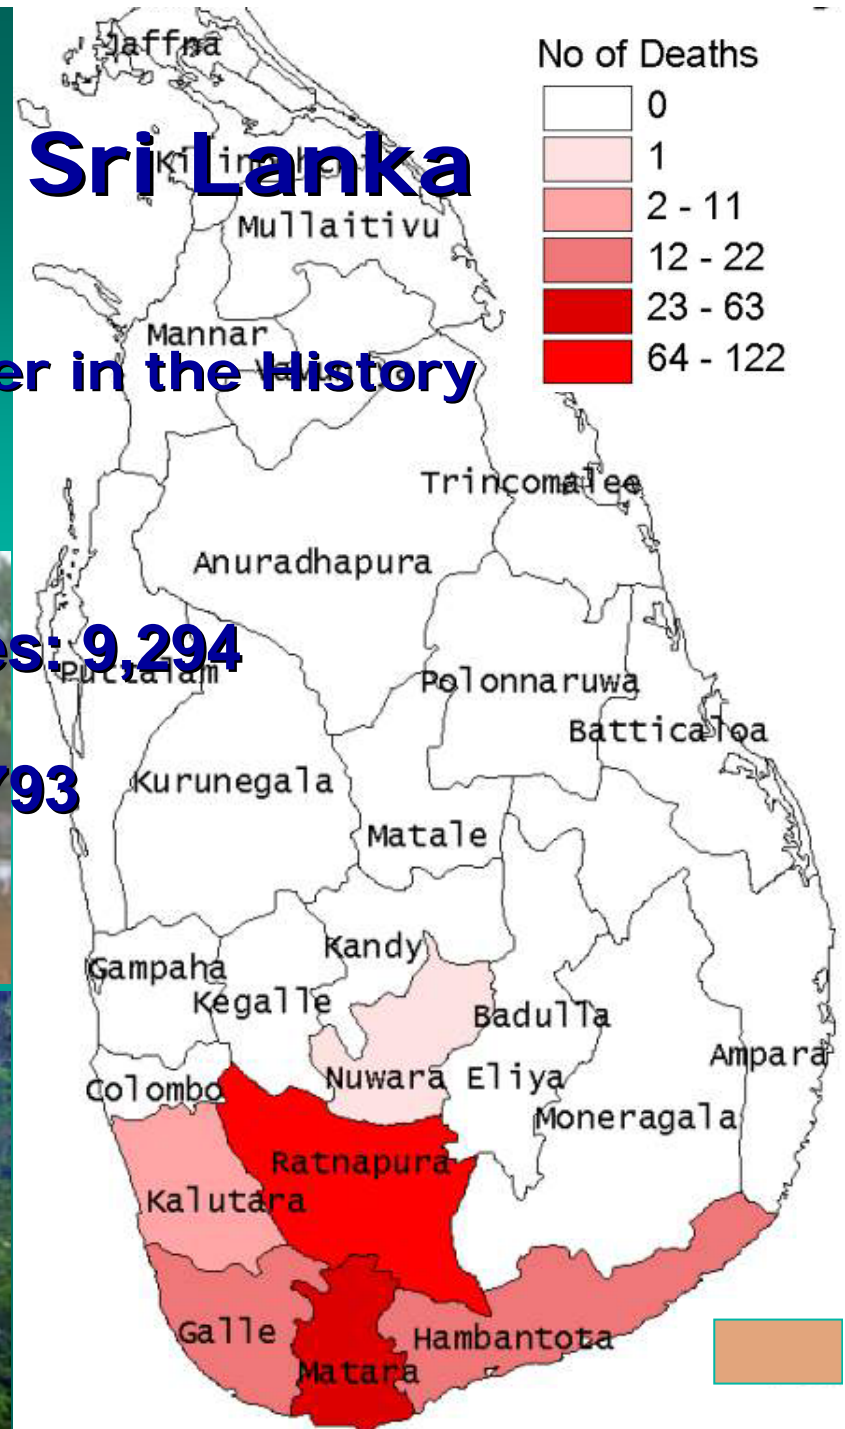 Jaffna
No of Deaths
0
1
2 - 11
12 - 22
23 - 63
64 - 122
Sri Lanka
Mullaitivu
Mannar
er in the History
Trincomalee
Anuradhapura
es: 9,294
Puttalam
Polonnaruwa
Batticaloa
793
Kurunegala
Matale
Kandy
Gampaha
Kegalle
Badulla
Ampara
Nuwara Eliya
Colombo
Moneragala
Ratnapura
Kalutara
Galle
Hambantota
Matara